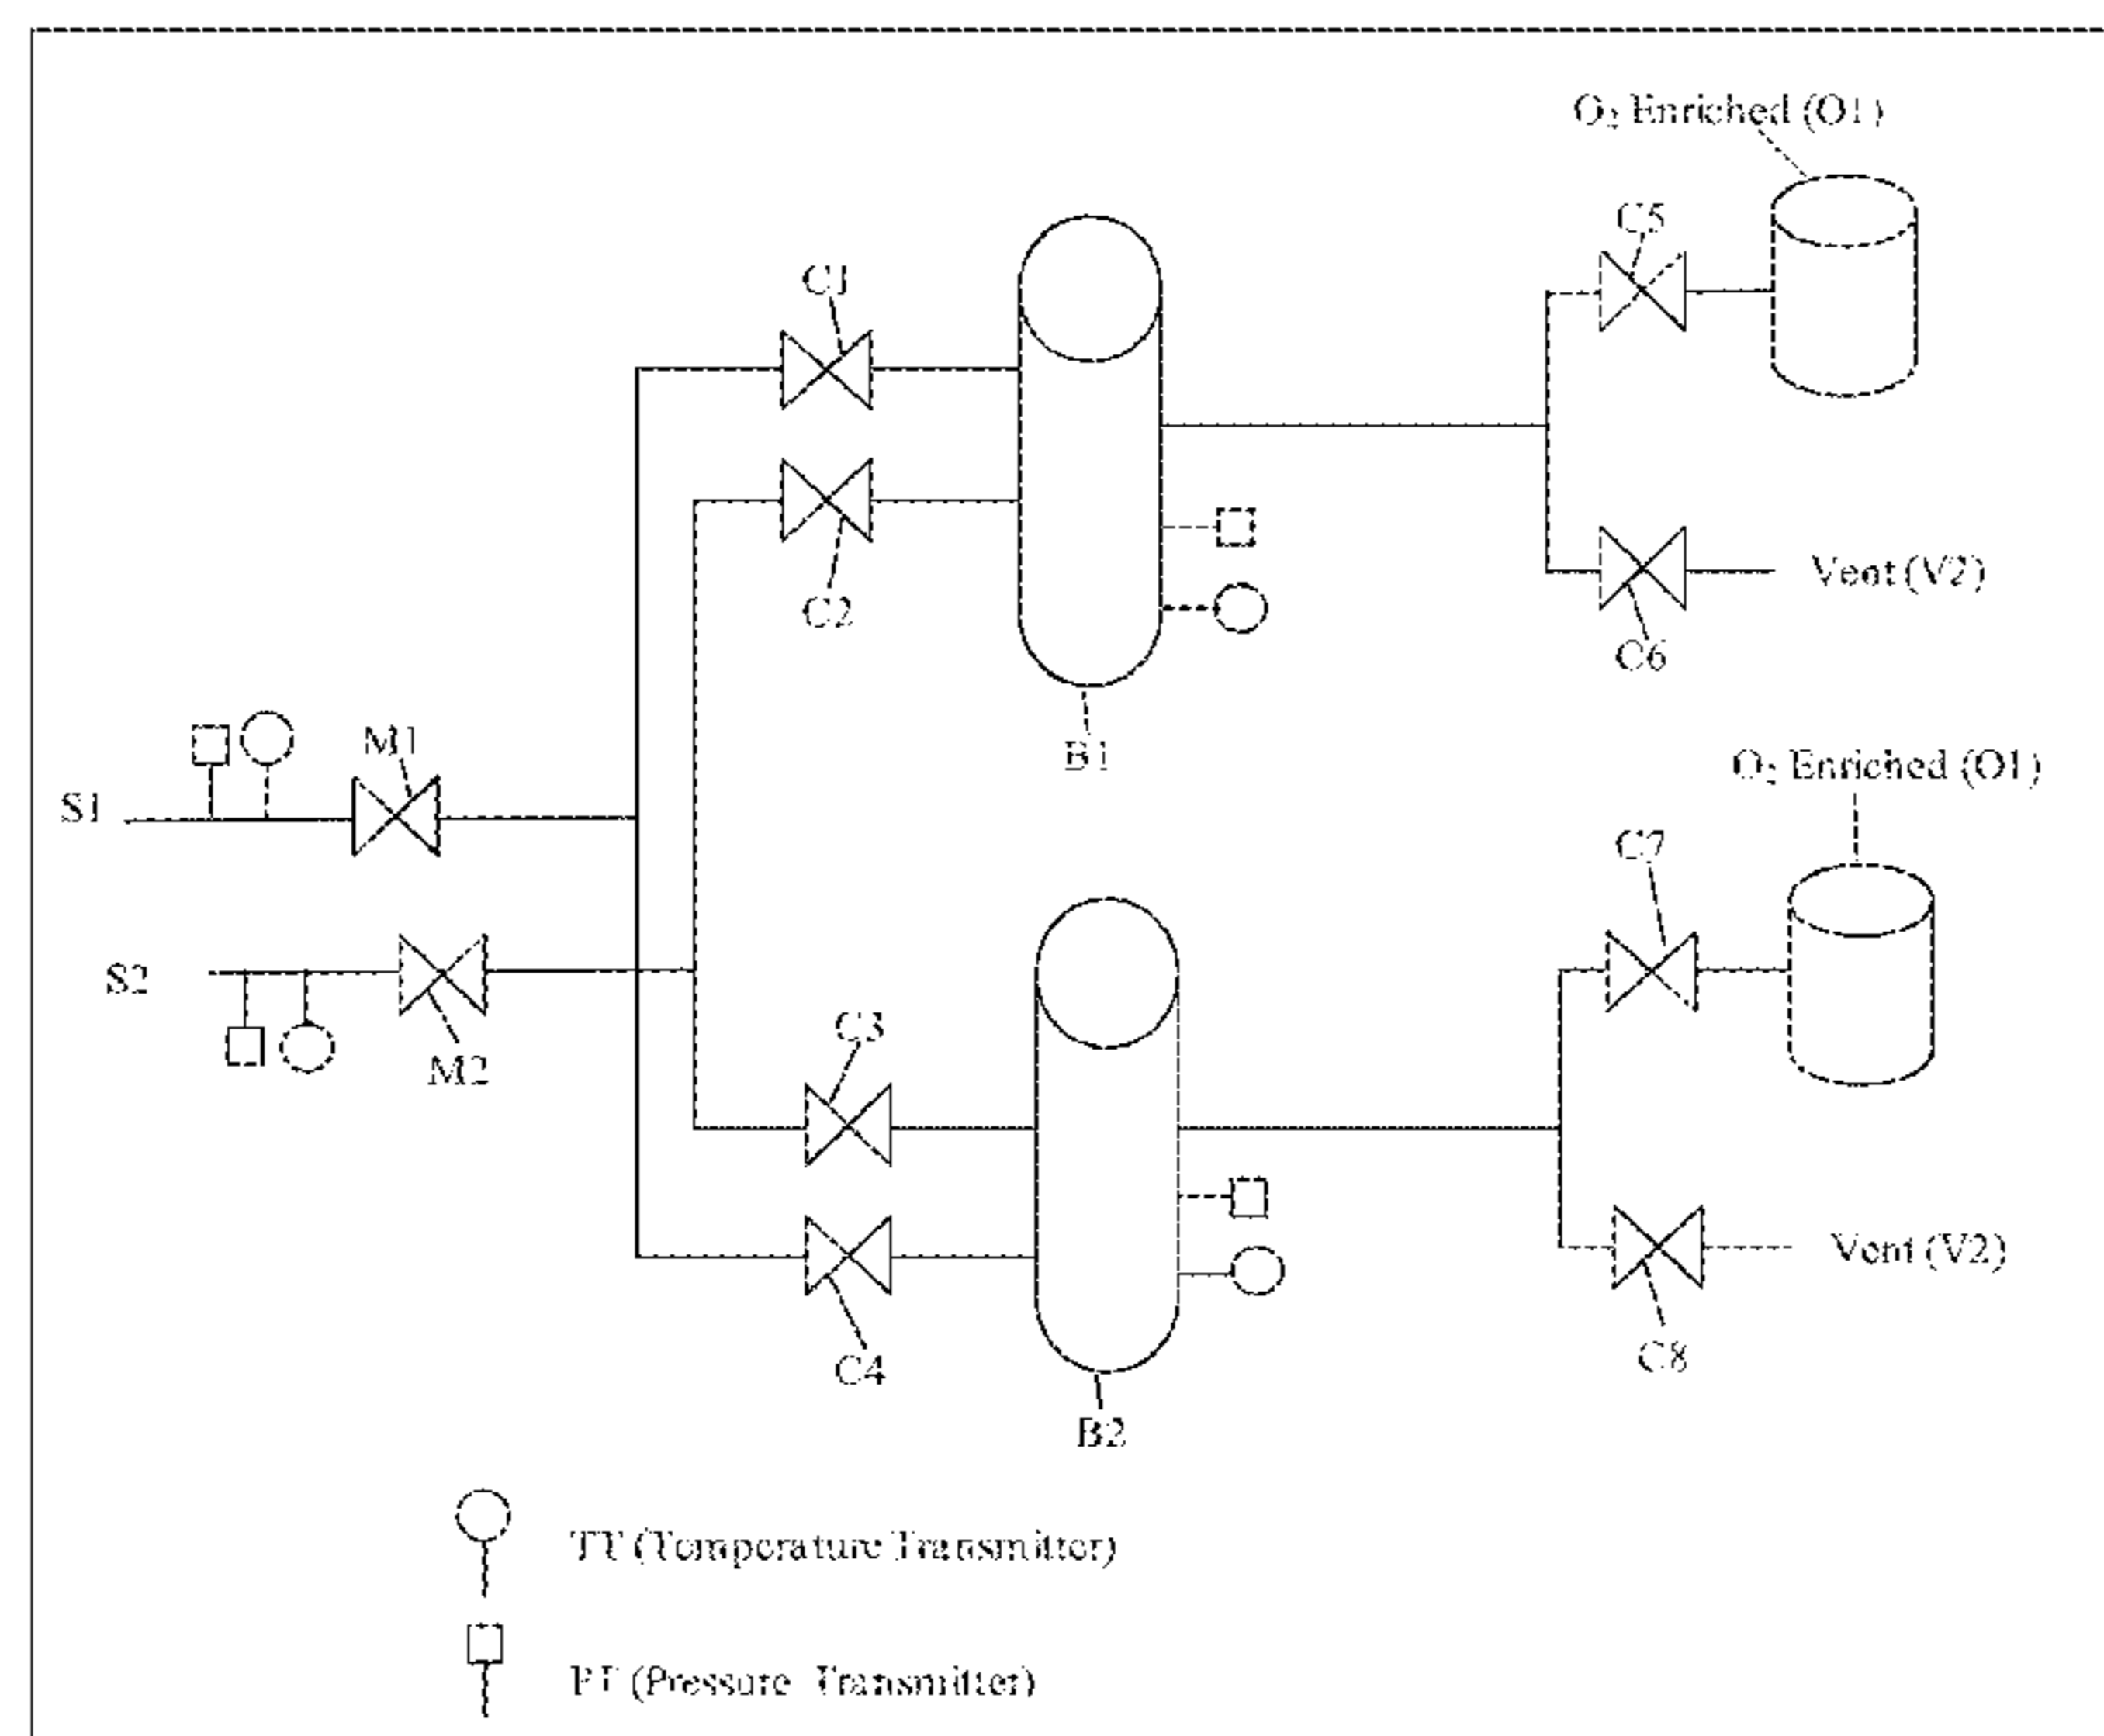 O₂ Enriched (O1)
C5
C1
C2
Vent (V2)
C6
B1
M1
S1
O₂ Enriched (O1)
C7
S2
M2
C3
C4
Vent (V2)
C8
B2
TT (Temperature Transmitter)
PT (Pressure Transmitter)